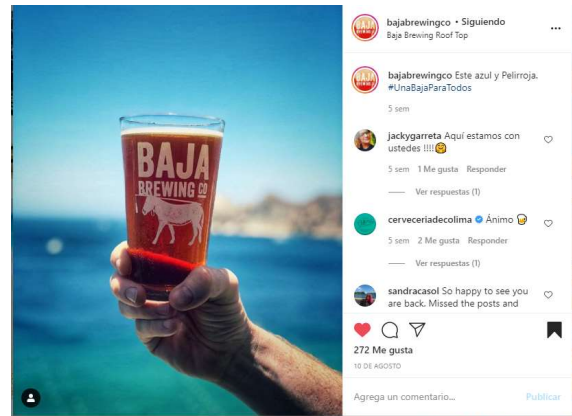 BAJA
BREWING CO
bajabrewingco • Siguiendo
Baja Brewing Roof Top
bajabrewingco Este azul y Pelirroja.
#UnaBajaParaTodos
5 sem
jackygarreta Aquí estamos con
ustedes !!!!🤗
5 sem 1 Me gusta Responder
Ver respuestas (1)
cerveceriadecolima Ánimo 🍺
5 sem 2 Me gusta Responder
Ver respuestas (1)
sandracasol So happy to see you
are back. Missed the posts and
272 Me gusta
10 DE AGOSTO
Agrega un comentario...
Publicar